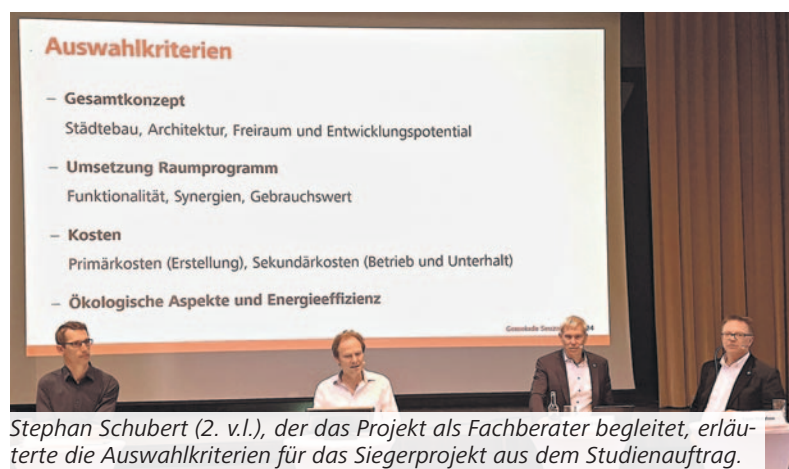 Auswahlkriterien
– Gesamtkonzept
Städtebau, Architektur, Freiraum und Entwicklungspotential
– Umsetzung Raumprogramm
Funktionalität, Synergien, Gebrauchswert
– Kosten
Primärkosten (Erstellung), Sekundärkosten (Betrieb und Unterhalt)
– Ökologische Aspekte und Energieeffizienz
Stephan Schubert (2. v.l.), der das Projekt als Fachberater begleitet, erläu-
terte die Auswahlkriterien für das Siegerprojekt aus dem Studienauftrag.